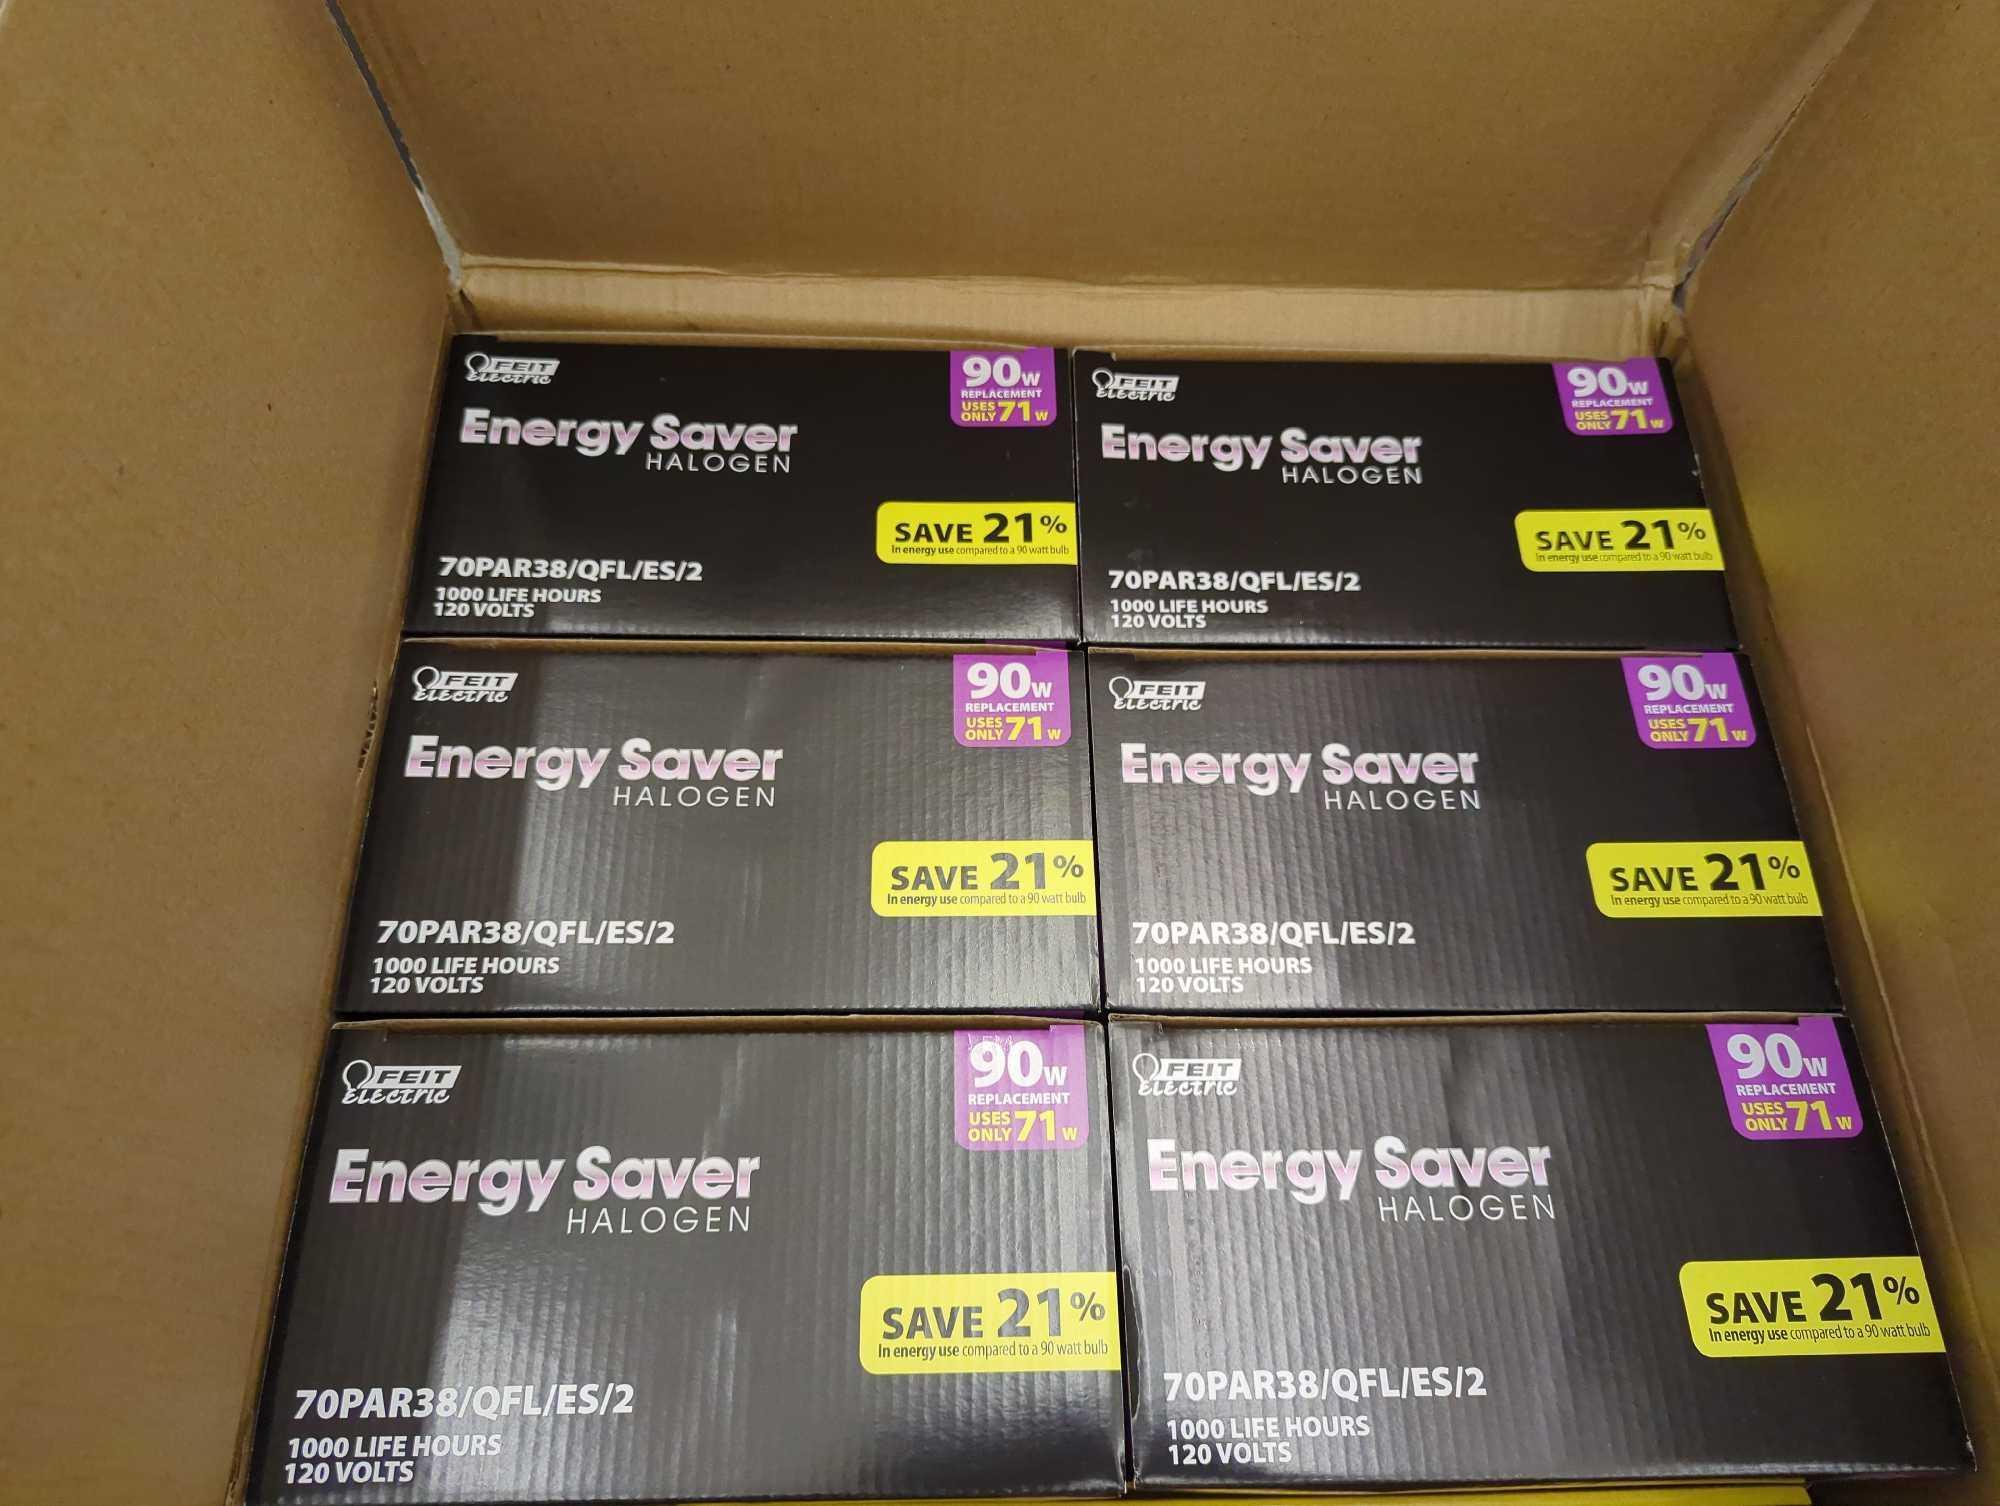 FEIT
Electric
90W
REPLACEMENT
USES ONLY 71W
Energy Saver
HALOGEN
SAVE 21%
In energy use compared to a 90 watt bulb
70PAR38/QFL/ES/2
1000 LIFE HOURS
120 VOLTS
FEIT
Electric
90W
REPLACEMENT
USES ONLY 71W
Energy Saver
HALOGEN
SAVE 21%
In energy use compared to a 90 watt bulb
70PAR38/QFL/ES/2
1000 LIFE HOURS
120 VOLTS
FEIT
Electric
90W
REPLACEMENT
USES ONLY 71W
Energy Saver
HALOGEN
SAVE 21%
In energy use compared to a 90 watt bulb
70PAR38/QFL/ES/2
1000 LIFE HOURS
120 VOLTS
FEIT
Electric
90W
REPLACEMENT
USES ONLY 71W
Energy Saver
HALOGEN
SAVE 21%
In energy use compared to a 90 watt bulb
70PAR38/QFL/ES/2
1000 LIFE HOURS
120 VOLTS
FEIT
Electric
90W
REPLACEMENT
USES ONLY 71W
Energy Saver
HALOGEN
SAVE 21%
In energy use compared to a 90 watt bulb
70PAR38/QFL/ES/2
1000 LIFE HOURS
120 VOLTS
FEIT
Electric
90W
REPLACEMENT
USES ONLY 71W
Energy Saver
HALOGEN
SAVE 21%
In energy use compared to a 90 watt bulb
70PAR38/QFL/ES/2
1000 LIFE HOURS
120 VOLTS